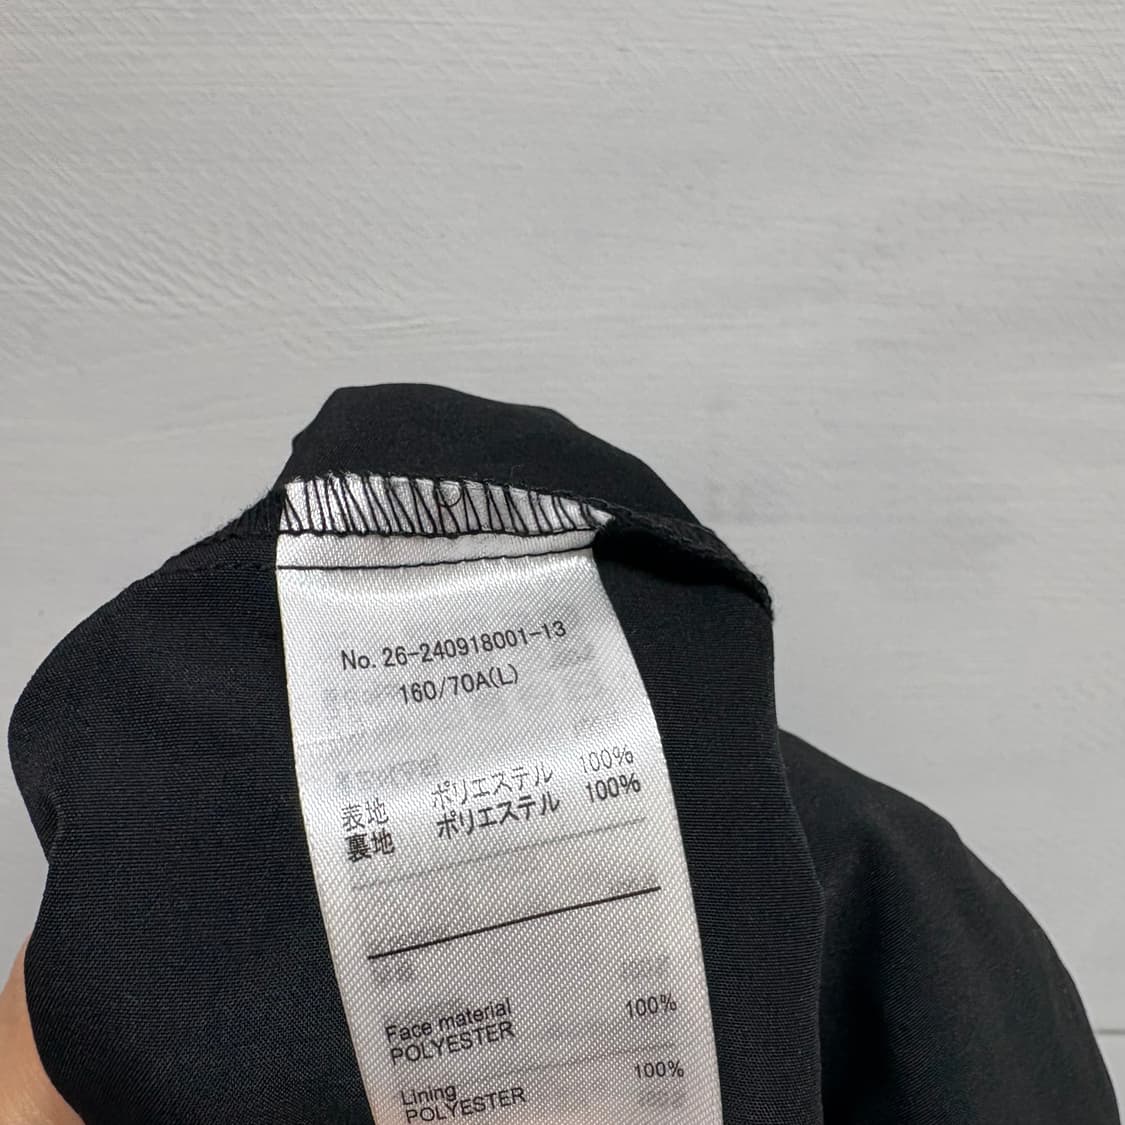 No. 26-240918001-13
160/70A(L)
表地 ポリエステル 100%
裏地 ポリエステル 100%
Face material
POLYESTER 100%
Lining
POLYESTER 100%